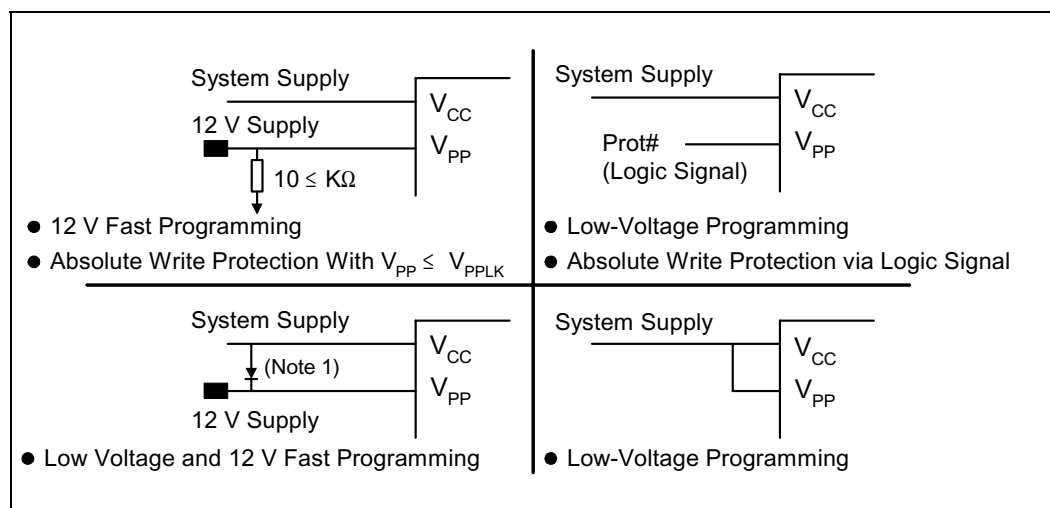 System Supply
V_CC
12 V Supply
V_PP
10 ≤ KΩ
● 12 V Fast Programming
● Absolute Write Protection With V_PP ≤ V_PPLK
System Supply
V_CC
Prot#
(Logic Signal)
V_PP
● Low-Voltage Programming
● Absolute Write Protection via Logic Signal
System Supply
V_CC
(Note 1)
V_PP
12 V Supply
● Low Voltage and 12 V Fast Programming
System Supply
V_CC
V_PP
● Low-Voltage Programming